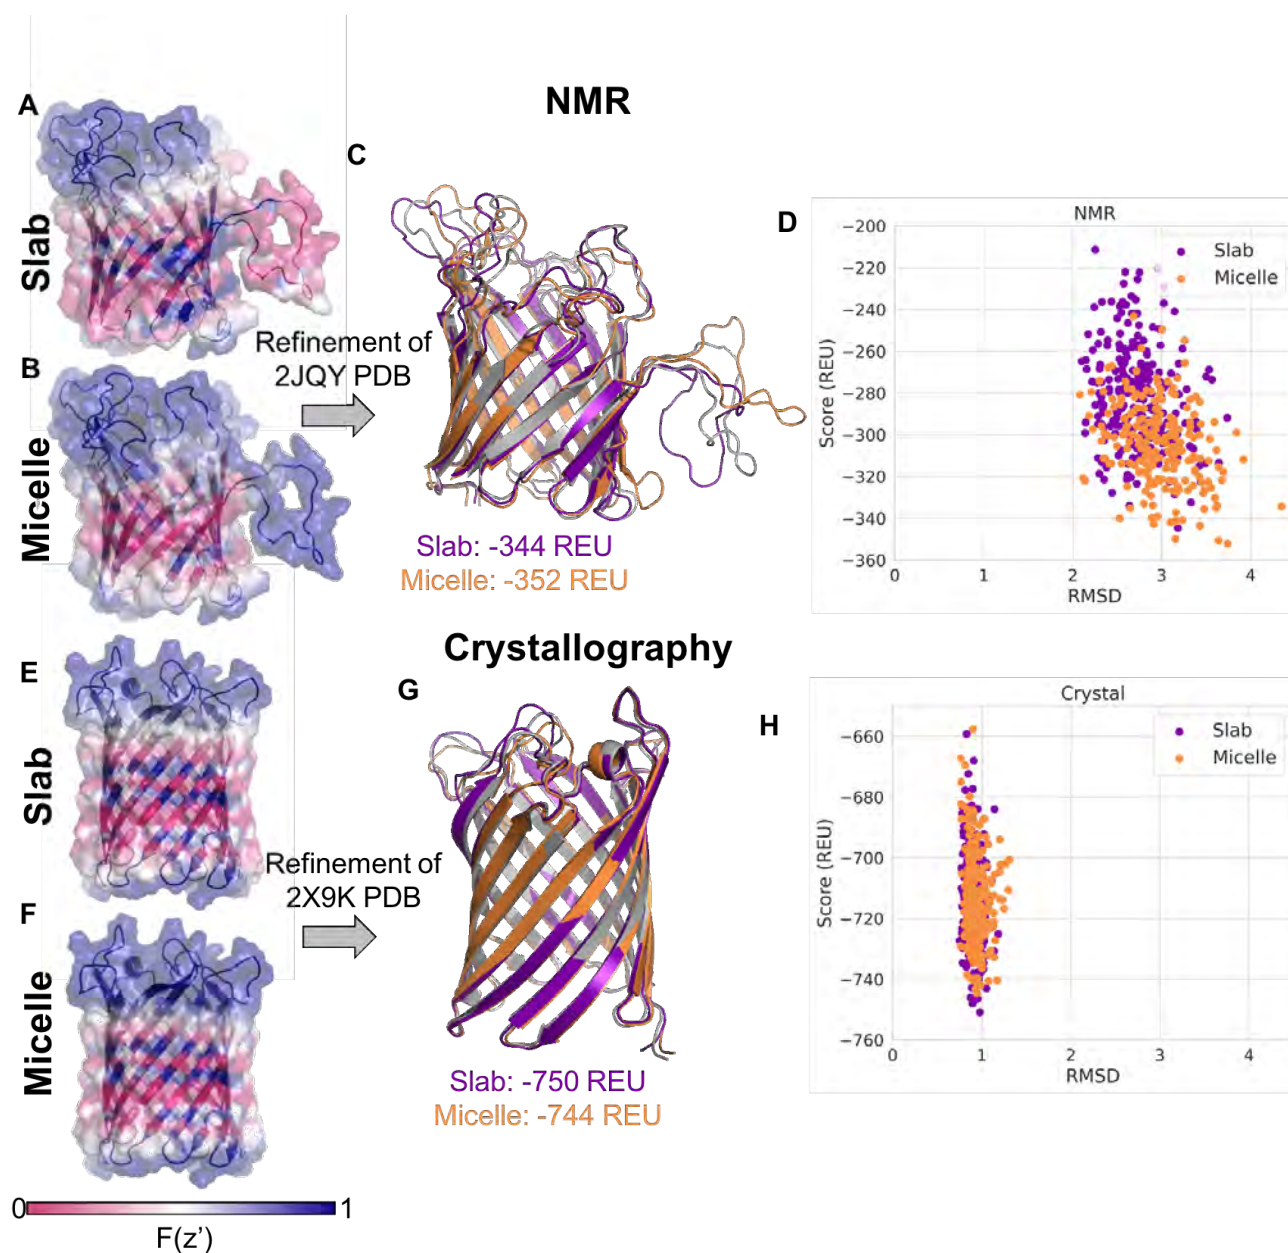 A
Slab
B
Micelle
Refinement of
2JQY PDB
NMR
C
Slab: -344 REU
Micelle: -352 REU
D
NMR
Slab
Micelle
−200
−220
−240
−260
−280
−300
−320
−340
−360
Score (REU)
0 1 2 3 4
RMSD
E
Slab
F
Micelle
Refinement of
2X9K PDB
Crystallography
G
Slab: -750 REU
Micelle: -744 REU
H
Crystal
Slab
Micelle
−660
−680
−700
−720
−740
−760
Score (REU)
0 1 2 3 4
RMSD
0 1
F(z’)